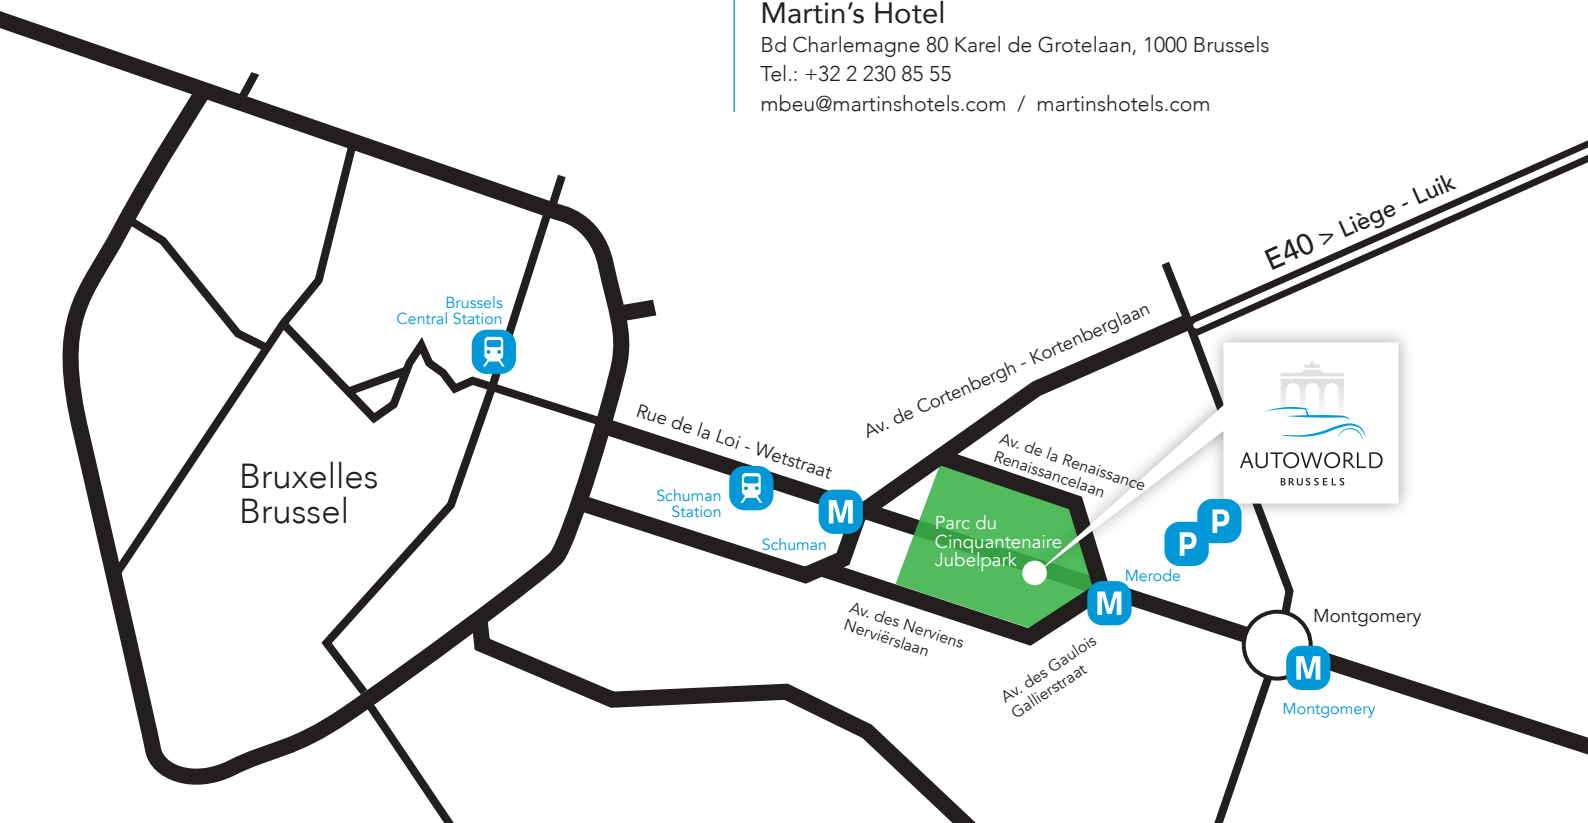 Martin's Hotel
Bd Charlemagne 80 Karel de Grotelaan, 1000 Brussels
Tel.: +32 2 230 85 55
mbeu@martinshotels.com / martinshotels.com
E40 > Liège - Luik
Brussels
Central Station
Av. de Cortenbergh - Kortenberglaan
Rue de la Loi - Wetstraat
Av. de la Renaissance
Renaissancelaan
AUTOWORLD
BRUSSELS
Bruxelles
Brussel
Schuman
Station
M
Schuman
Parc du
Cinquantenaire
Jubelpark
P
P
Merode
M
Av. des Nerviens
Nerviërslaan
Av. des Gaulois
Gallierstraat
Montgomery
M
Montgomery